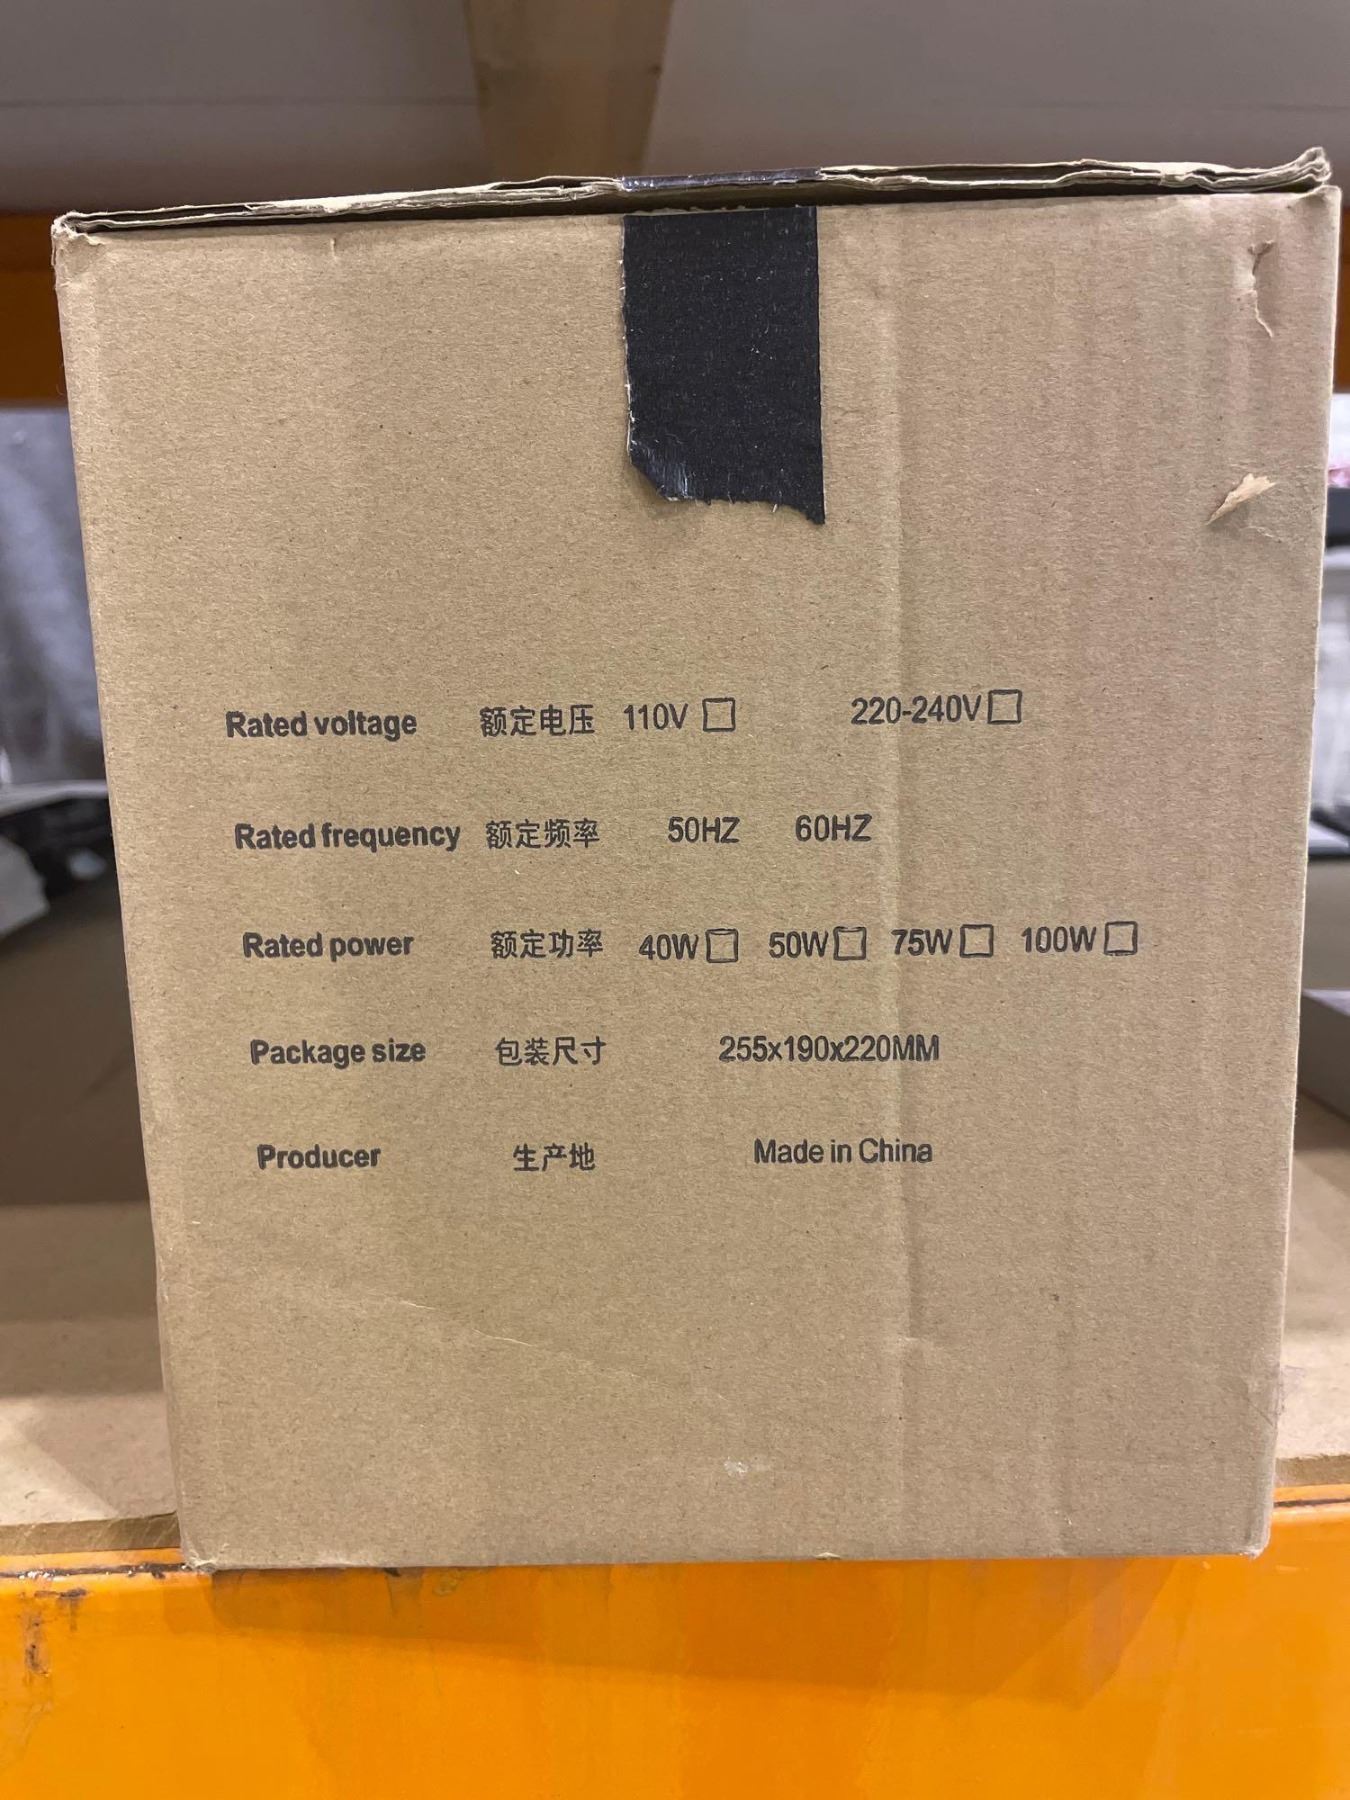 Rated voltage 额定电压 110V □ 220-240V □
Rated frequency 额定频率 50HZ 60HZ
Rated power 额定功率 40W □ 50W □ 75W □ 100W □
Package size 包装尺寸 255x190x220MM
Producer 生产地 Made in China